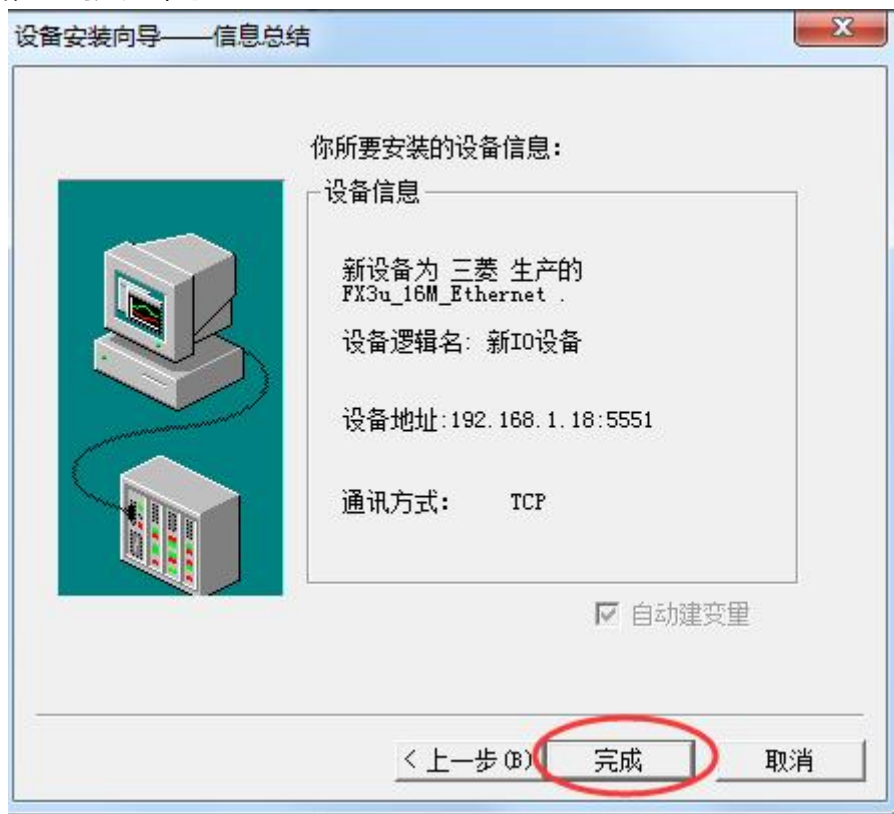 设备安装向导——信息总结
你所要安装的设备信息:
设备信息
新设备为 三菱 生产的
FX3u_16M_Ethernet .
设备逻辑名: 新IO设备
设备地址:192.168.1.18:5551
通讯方式: TCP
自动建变里
< 上一步(B)
完成
取消